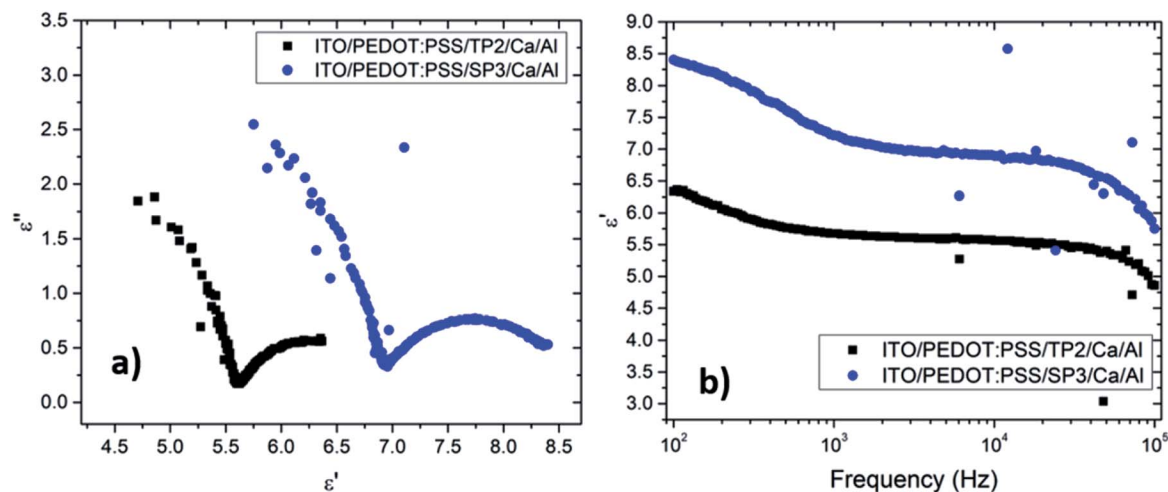 ITO/PEDOT:PSS/TP2/Ca/Al
ITO/PEDOT:PSS/SP3/Ca/Al
ε''
3.5
3.0
2.5
2.0
1.5
1.0
0.5
0.0
a)
4.5 5.0 5.5 6.0 6.5 7.0 7.5 8.0 8.5
ε'
ε'
9.0
8.5
8.0
7.5
7.0
6.5
6.0
5.5
5.0
4.5
4.0
3.5
3.0
b)
ITO/PEDOT:PSS/TP2/Ca/Al
ITO/PEDOT:PSS/SP3/Ca/Al
10² 10³ 10⁴ 10⁵
Frequency (Hz)